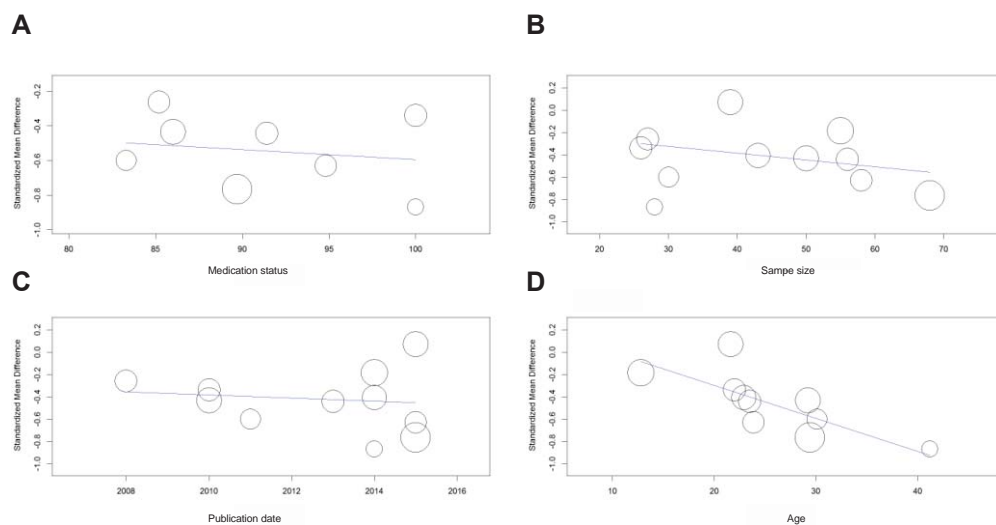 A
B
Standardized Mean Difference
-0.2
-0.4
-0.6
-0.8
-1.0
80 85 90 95 100
Medication status
Standardized Mean Difference
0.2
0.0
-0.2
-0.4
-0.6
-0.8
-1.0
20 30 40 50 60 70
Sampe size
C
D
Standardized Mean Difference
0.2
0.0
-0.2
-0.4
-0.6
-0.8
-1.0
2008 2010 2012 2014 2016
Publication date
Standardized Mean Difference
0.2
0.0
-0.2
-0.4
-0.6
-0.8
-1.0
10 20 30 40
Age